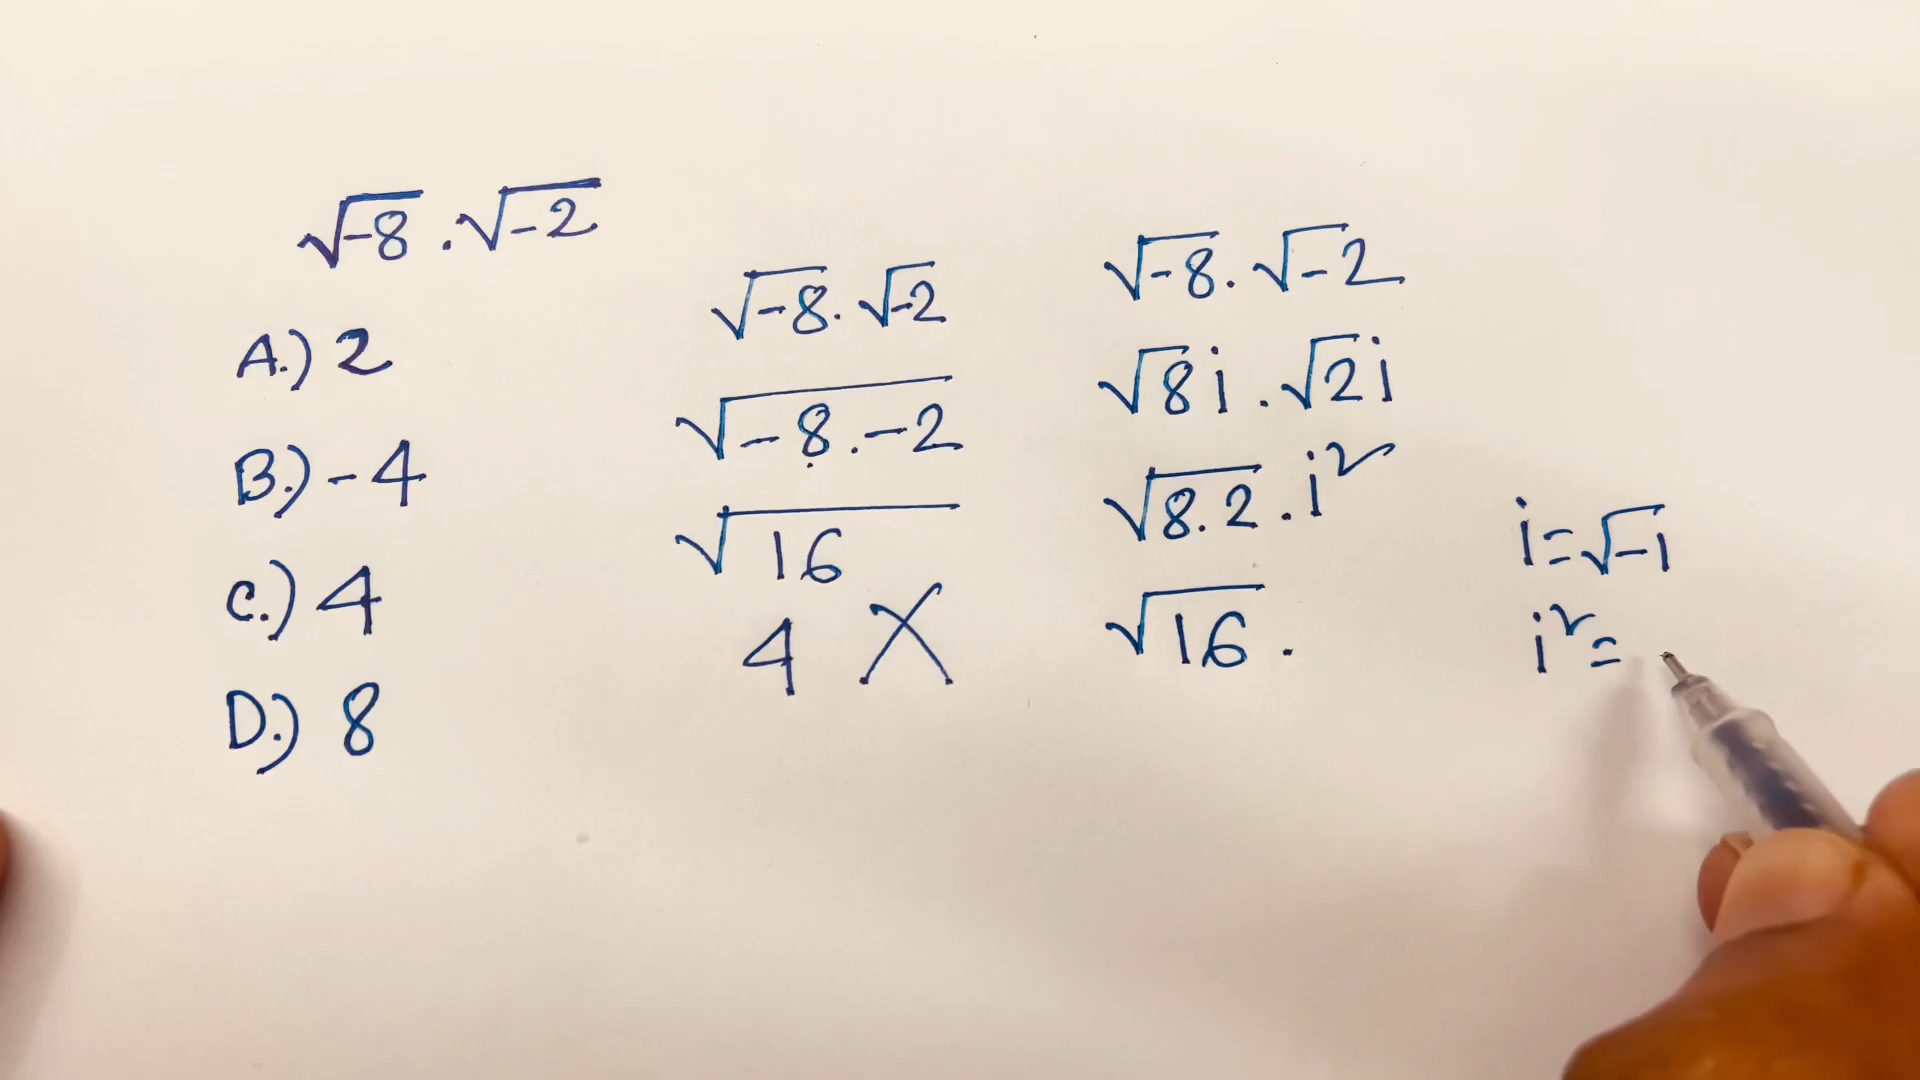 √-8 . √-2
A.) 2
B.) -4
C.) 4
D.) 8
√-8 . √-2
√-8 . -2
√16
4 X
√-8 . √-2
√8 i . √2 i
√8.2 . i²
√16 .
i = √-1
i² =